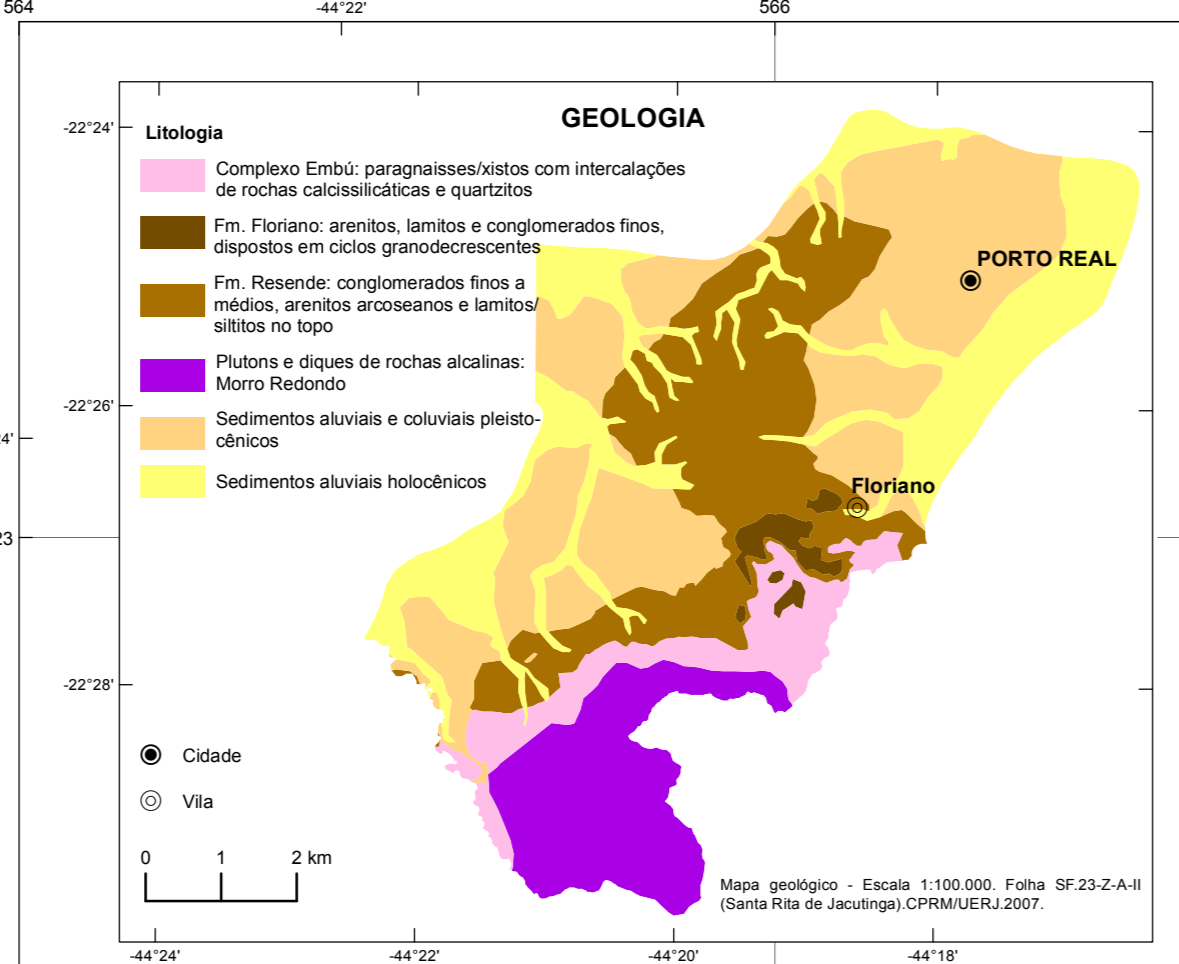 564
-44°22'
566
GEOLOGIA
-22°24'
Litologia
Complexo Embú: paragnaisses/xistos com intercalações
de rochas calcissilicáticas e quartzitos
Fm. Floriano: arenitos, lamitos e conglomerados finos,
dispostos em ciclos granodecrescentes
PORTO REAL
Fm. Resende: conglomerados finos a
médios, arenitos arcoseanos e lamitos/
siltitos no topo
Plutons e diques de rochas alcalinas:
Morro Redondo
-22°26'
Sedimentos aluviais e coluviais pleisto-
cênicos
4'
Sedimentos aluviais holocênicos
Floriano
23
-22°28'
Cidade
Vila
0 1 2 km
Mapa geológico - Escala 1:100.000. Folha SF.23-Z-A-II
(Santa Rita de Jacutinga).CPRM/UERJ.2007.
-44°24' -44°22' -44°20' -44°18'